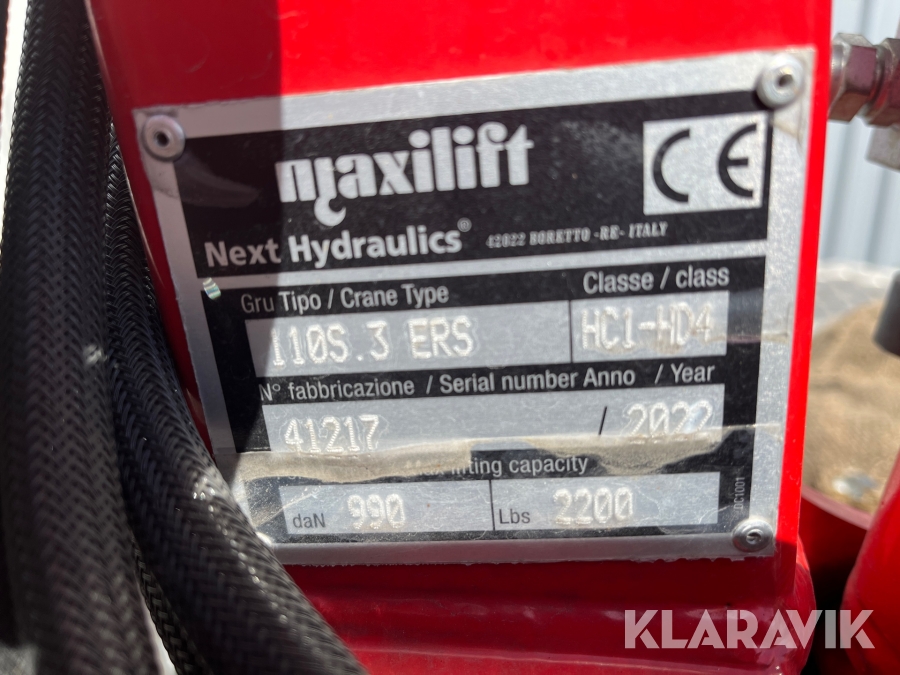 maxilift
CE
Next Hydraulics® 42022 BORETTO -RE- ITALY
Gru Tipo / Crane Type Classe / class
110S.3 ERS HC1-HD4
N° fabbricazione / Serial number Anno / Year
41217 / 2022
lifting capacity
daN 990 Lbs 2200
KLARAVIK